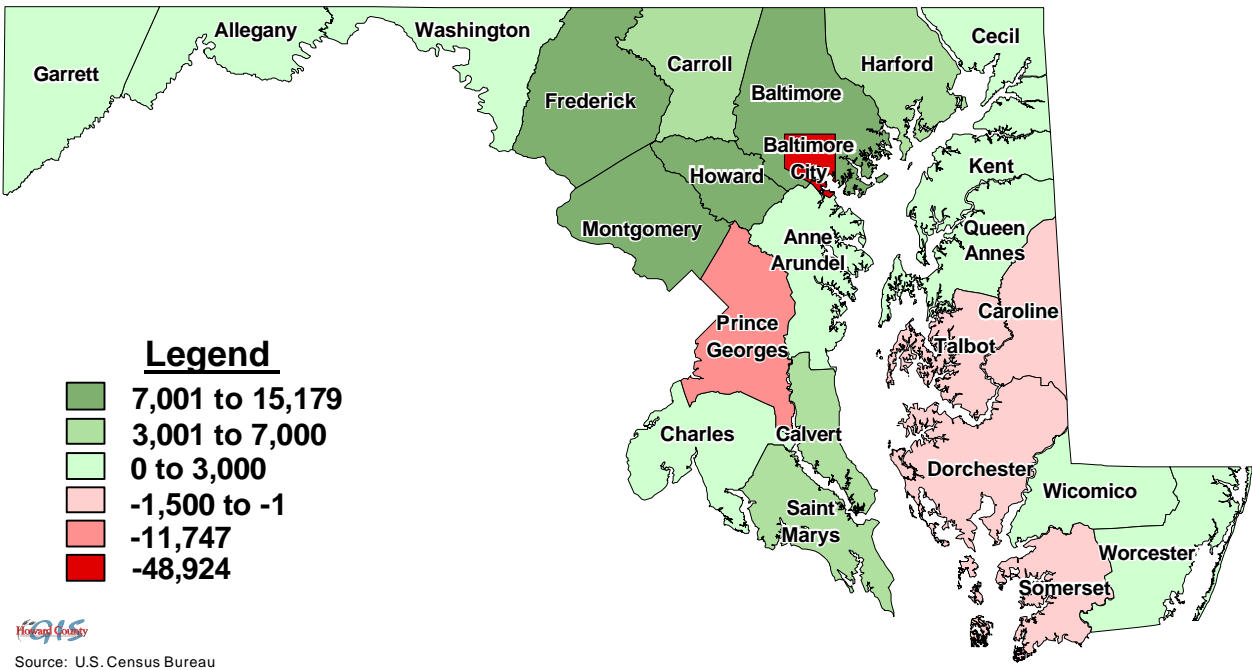 Garrett
Allegany
Washington
Frederick
Carroll
Baltimore
Harford
Cecil
Baltimore
City
Howard
Montgomery
Kent
Queen
Annes
Anne
Arundel
Prince
Georges
Caroline
Talbot
Charles
Calvert
Dorchester
Saint
Marys
Wicomico
Worcester
Somerset
Legend
7,001 to 15,179
3,001 to 7,000
0 to 3,000
-1,500 to -1
-11,747
-48,924
Howard County
GIS
Source: U.S. Census Bureau